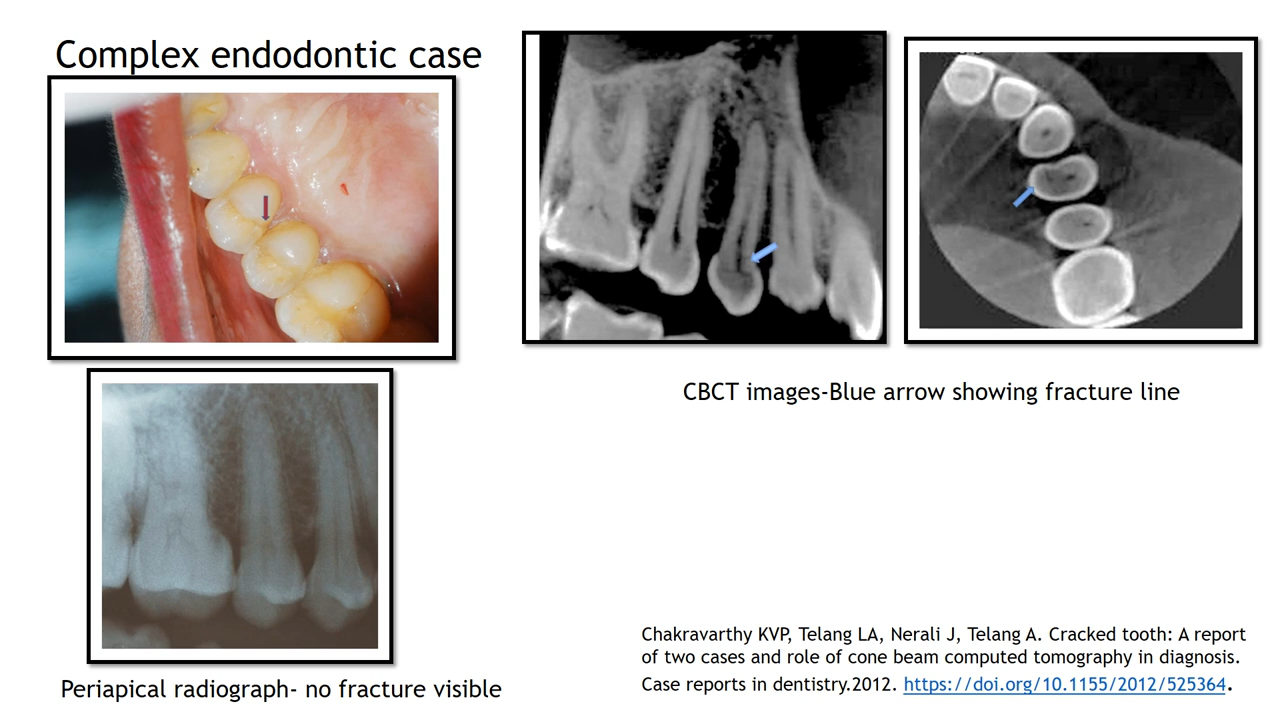 Complex endodontic case
CBCT images-Blue arrow showing fracture line
Periapical radiograph- no fracture visible
Chakravarthy KVP, Telang LA, Nerali J, Telang A. Cracked tooth: A report
of two cases and role of cone beam computed tomography in diagnosis.
Case reports in dentistry.2012. https://doi.org/10.1155/2012/525364.